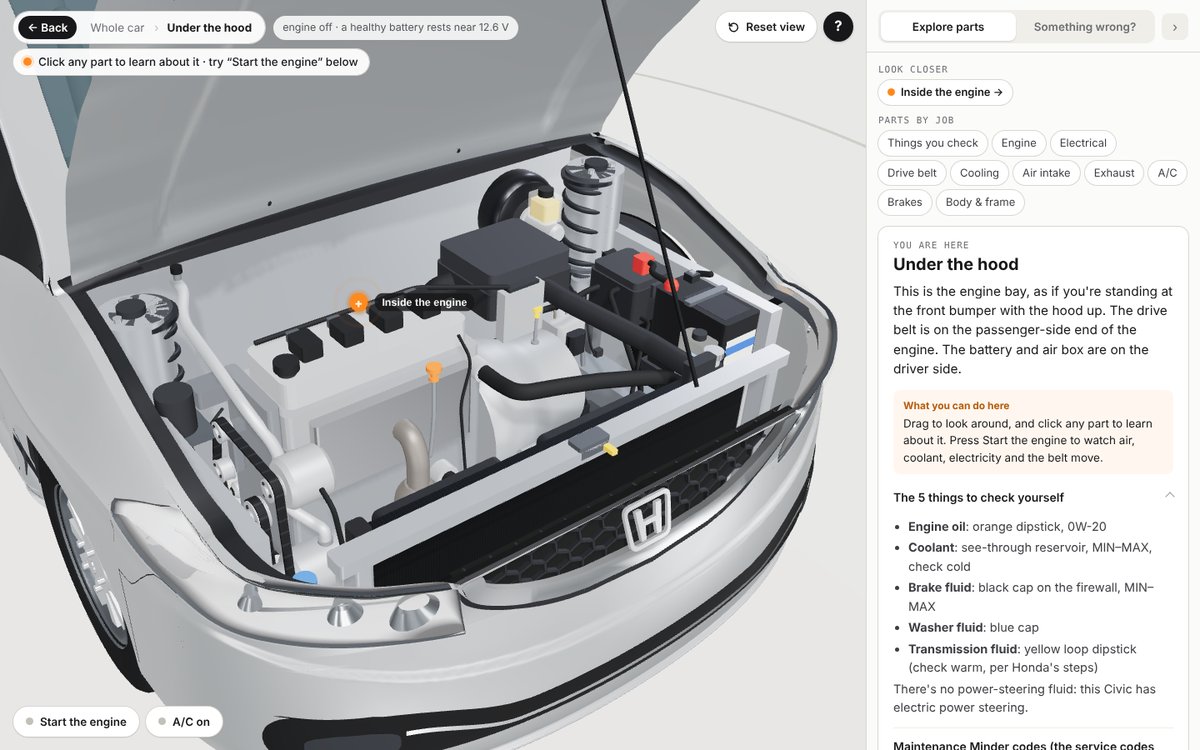 ← Back
Whole car › Under the hood
engine off · a healthy battery rests near 12.6 V
Click any part to learn about it · try “Start the engine” below
Reset view
?
Inside the engine
Start the engine
A/C on
Explore parts
Something wrong?
›
LOOK CLOSER
Inside the engine →
PARTS BY JOB
Things you check
Engine
Electrical
Drive belt
Cooling
Air intake
Exhaust
A/C
Brakes
Body & frame
YOU ARE HERE
Under the hood
This is the engine bay, as if you're standing at
the front bumper with the hood up. The drive
belt is on the passenger-side end of the
engine. The battery and air box are on the
driver side.
What you can do here
Drag to look around, and click any part to learn
about it. Press Start the engine to watch air,
coolant, electricity and the belt move.
The 5 things to check yourself
• Engine oil: orange dipstick, 0W-20
• Coolant: see-through reservoir, MIN–MAX,
check cold
• Brake fluid: black cap on the firewall, MIN–
MAX
• Washer fluid: blue cap
• Transmission fluid: yellow loop dipstick
(check warm, per Honda's steps)
There's no power-steering fluid: this Civic has
electric power steering.
Maintenance Minder codes (the service codes